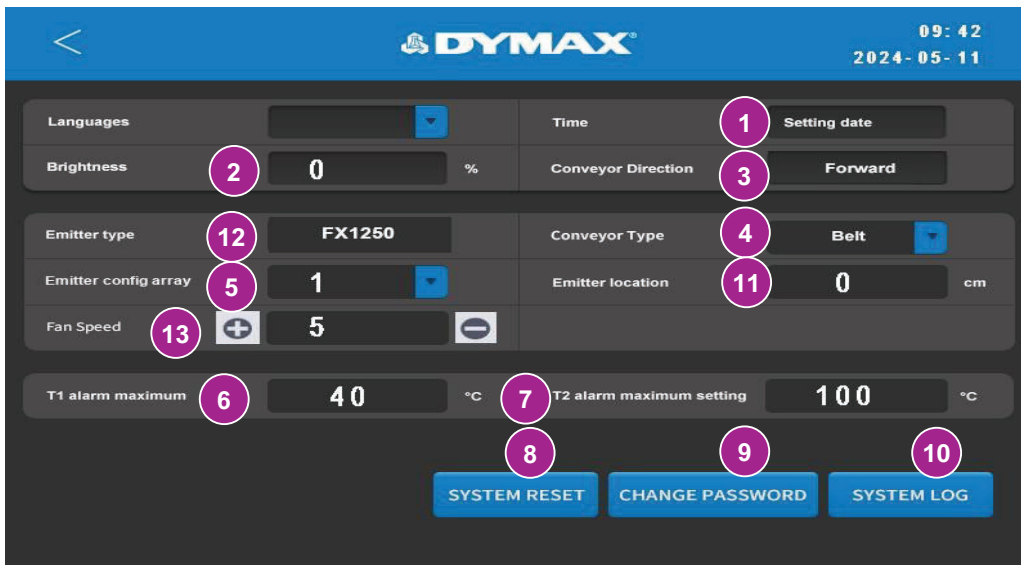 <
DYMAX®
09:42
2024-05-11
Languages
Time
1
Setting date
Brightness
2
0
%
Conveyor Direction
3
Forward
Emitter type
12
FX1250
Conveyor Type
4
Belt
Emitter config array
5
1
Emitter location
11
0
cm
Fan Speed
13
5
T1 alarm maximum
6
40
°C
7
T2 alarm maximum setting
100
°C
8
9
10
SYSTEM RESET
CHANGE PASSWORD
SYSTEM LOG